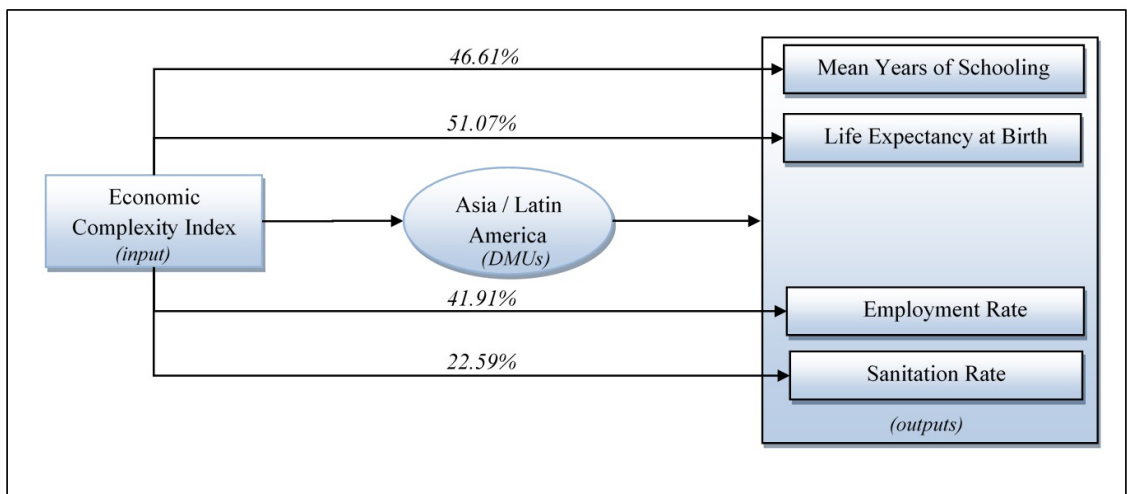 46.61%
Mean Years of Schooling
51.07%
Life Expectancy at Birth
Economic
Complexity Index
(input)
Asia / Latin
America
(DMUs)
41.91%
Employment Rate
22.59%
Sanitation Rate
(outputs)